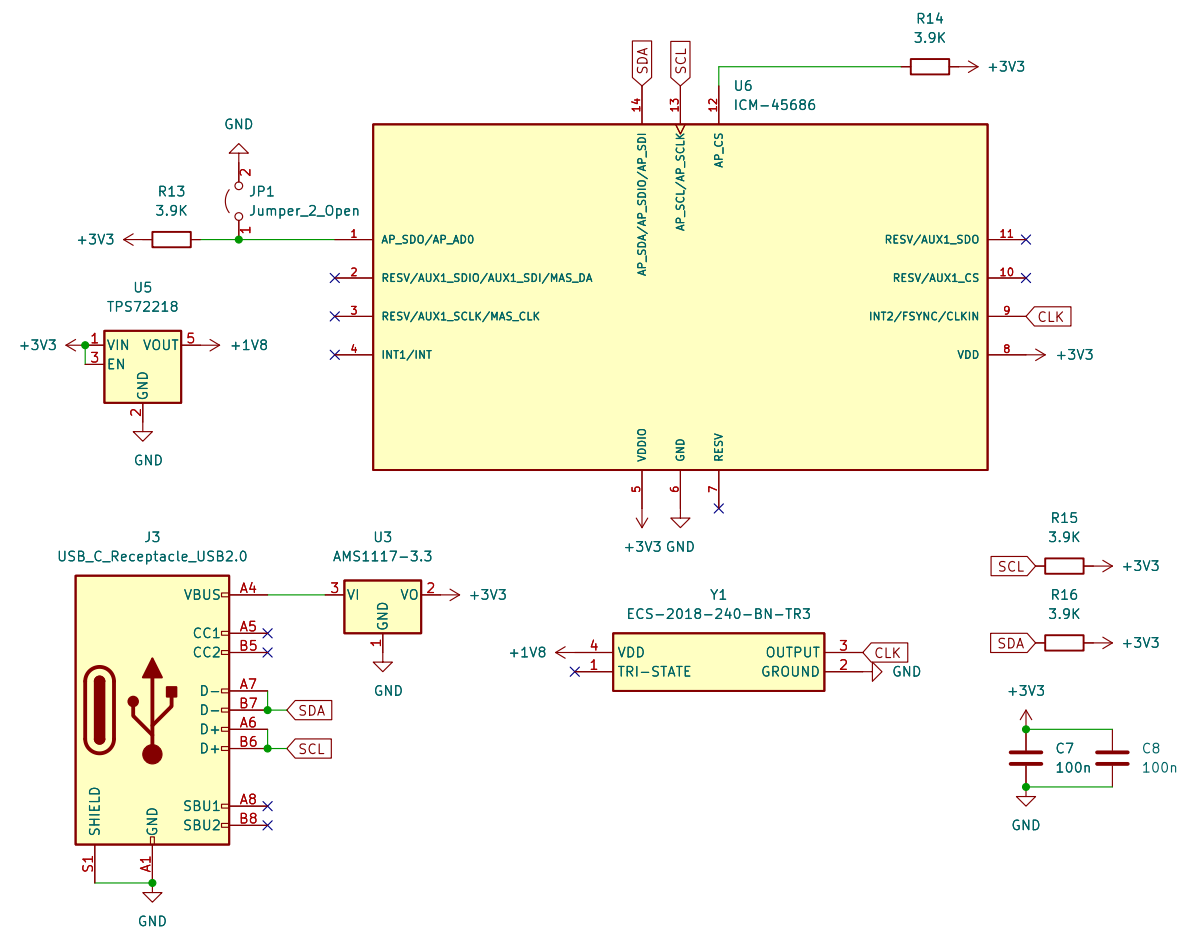 R14
3.9K
+3V3
SDA
SCL
14
13
12
U6
ICM-45686
GND
2
JP1
Jumper_2_Open
1
R13
3.9K
+3V3
AP_SDA/AP_SDIO/AP_SDI
AP_SCL/AP_SCLK
AP_CS
1
AP_SDO/AP_AD0
2
RESV/AUX1_SDIO/AUX1_SDI/MAS_DA
3
RESV/AUX1_SCLK/MAS_CLK
4
INT1/INT
RESV/AUX1_SDO
11
RESV/AUX1_CS
10
INT2/FSYNC/CLKIN
9
CLK
VDD
8
+3V3
VDDIO
GND
RESV
5
6
7
+3V3
GND
U5
TPS72218
+3V3
1
VIN
VOUT
5
+1V8
3
EN
GND
2
GND
J3
USB_C_Receptacle_USB2.0
VBUS
A4
CC1
A5
CC2
B5
D-
A7
D-
B7
SDA
D+
A6
D+
B6
SCL
SBU1
A8
SBU2
B8
SHIELD
GND
S1
A1
GND
U3
AMS1117-3.3
3
VI
VO
2
+3V3
GND
1
GND
Y1
ECS-2018-240-BN-TR3
+1V8
4
VDD
OUTPUT
3
CLK
1
TRI-STATE
GROUND
2
GND
R15
3.9K
SCL
+3V3
R16
3.9K
SDA
+3V3
+3V3
C7
100n
C8
100n
GND